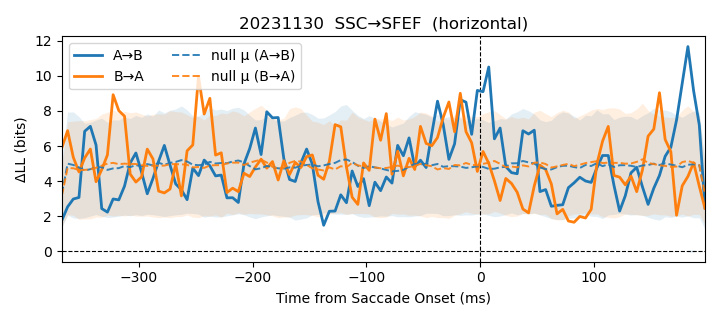 20231130  SSC→SFEF  (horizontal)
12
10
8
6
4
2
0
ΔLL (bits)
A→B
B→A
null μ (A→B)
null μ (B→A)
−300
−200
−100
0
100
Time from Saccade Onset (ms)